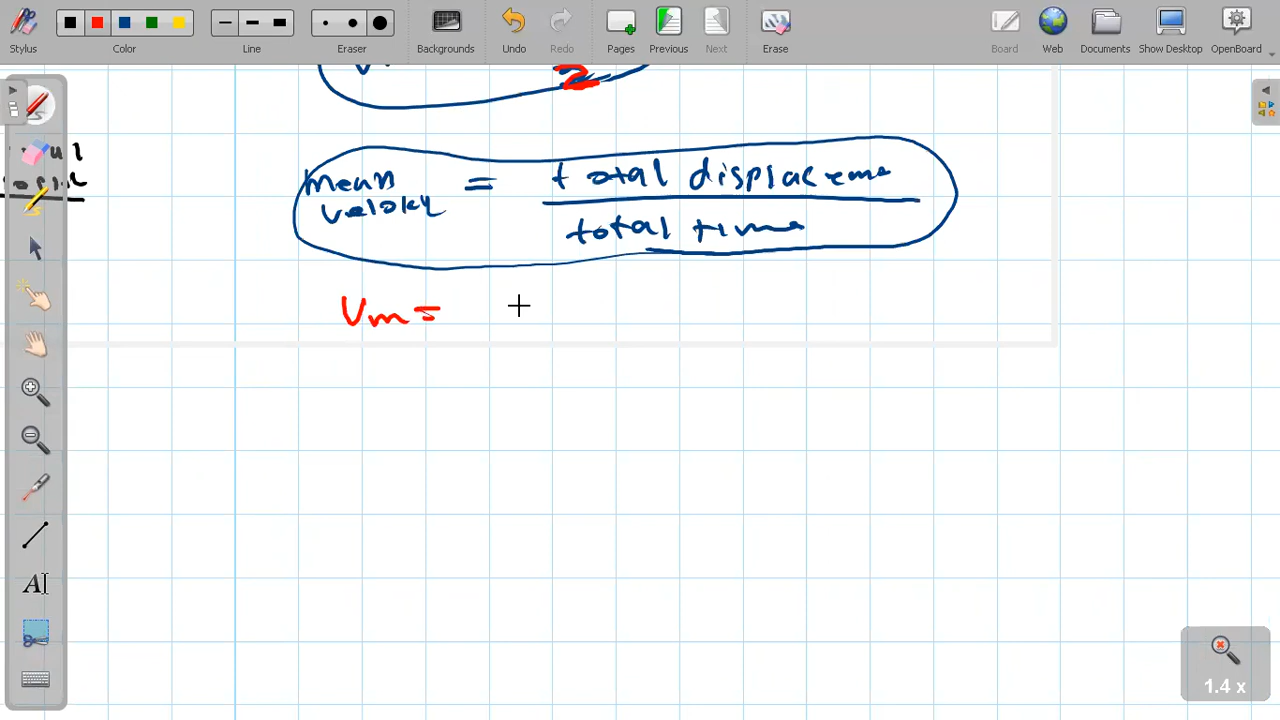 Stylus Color Line Eraser Backgrounds Undo Redo Pages Previous Next Erase Board Web Documents Show Desktop OpenBoard
2
mean = total displaceme
total time
Vm =
1.4 x